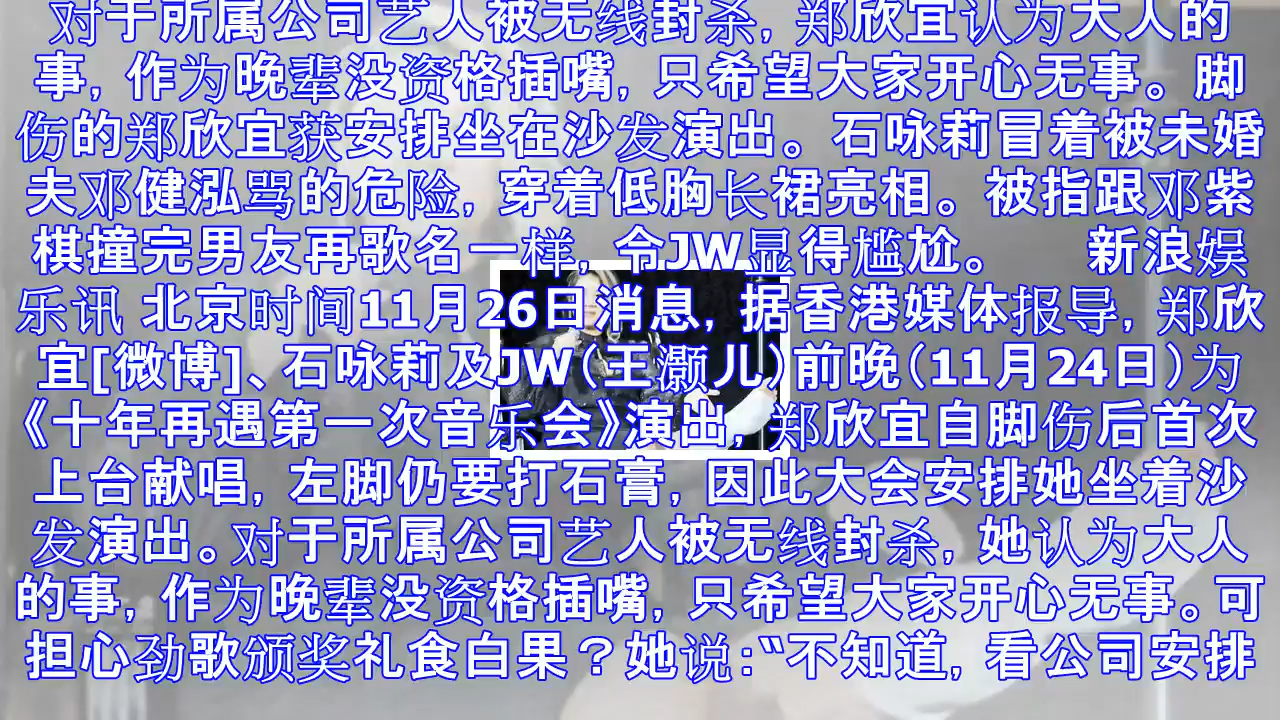 对于所属公司艺人被无线封杀，郑欣宜认为大人的
事，作为晚辈没资格插嘴，只希望大家开心无事。脚
伤的郑欣宜获安排坐在沙发演出。石咏莉冒着被未婚
夫邓健泓骂的危险，穿着低胸长裙亮相。被指跟邓紫
棋撞完男友再歌名一样，令JW显得尴尬。　　新浪娱
乐讯 北京时间11月26日消息，据香港媒体报导，郑欣
宜[微博]、石咏莉及JW（王灏儿）前晚（11月24日）为
《十年再遇第一次音乐会》演出，郑欣宜自脚伤后首次
上台献唱，左脚仍要打石膏，因此大会安排她坐着沙
发演出。对于所属公司艺人被无线封杀，她认为大人
的事，作为晚辈没资格插嘴，只希望大家开心无事。可
担心劲歌颁奖礼食白果？她说：“不知道，看公司安排